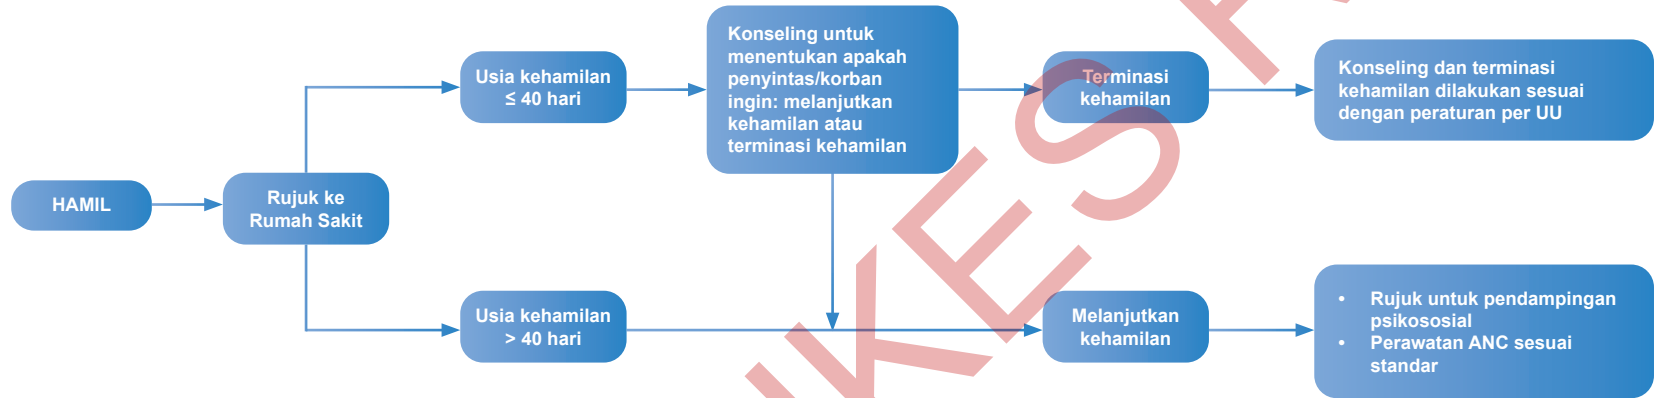 HAMIL
Rujuk ke
Rumah Sakit
Usia kehamilan
≤ 40 hari
Konseling untuk
menentukan apakah
penyintas/korban
ingin: melanjutkan
kehamilan atau
terminasi kehamilan
Terminasi
kehamilan
Konseling dan terminasi
kehamilan dilakukan sesuai
dengan peraturan per UU
Usia kehamilan
> 40 hari
Melanjutkan
kehamilan
• Rujuk untuk pendampingan
psikososial
• Perawatan ANC sesuai
standar
KES